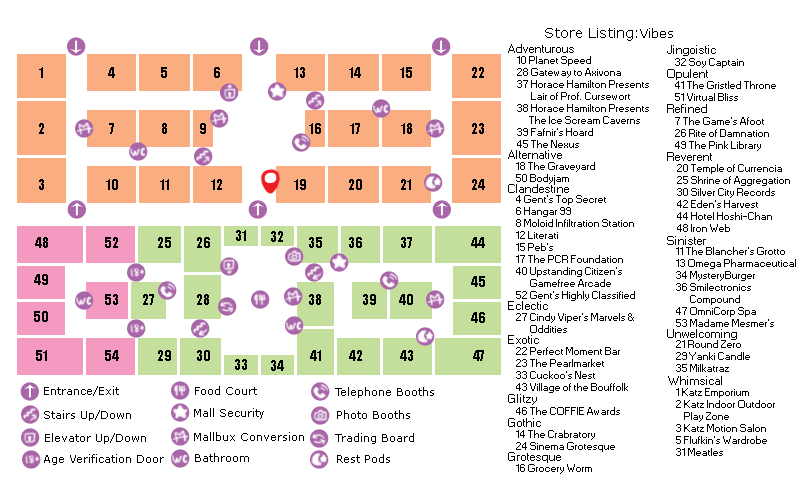 Store Listing:Vibes
1
4
5
6
13
14
15
22
2
7
8
9
16
17
18
23
3
10
11
12
19
20
21
24
48
52
25
26
31
32
35
36
37
44
49
53
27
28
38
39
40
45
50
46
51
54
29
30
33
34
41
42
43
47
WC
WC
18+
WC
18+
WC
Entrance/Exit
Stairs Up/Down
Elevator Up/Down
18+ Age Verification Door
Food Court
Mall Security
Mallbux Conversion
WC Bathroom
Telephone Booths
Photo Booths
Trading Board
Rest Pods
Adventurous
10 Planet Speed
28 Gateway to Axivona
37 Horace Hamilton Presents
Lair of Prof. Cursewort
38 Horace Hamilton Presents
The Ice Scream Caverns
39 Fafnir's Hoard
45 The Nexus
Alternative
18 The Graveyard
50 Bodyjam
Clandestine
4 Gent's Top Secret
6 Hangar 99
8 Moloid Infiltration Station
12 Literati
15 Peb's
17 The PCR Foundation
40 Upstanding Citizen's
Gamefree Arcade
52 Gent's Highly Classified
Eclectic
27 Cindy Viper's Marvels &
Oddities
Exotic
22 Perfect Moment Bar
23 The Pearlmarket
33 Cuckoo's Nest
43 Village of the Bouffolk
Glitzy
46 The COFFIE Awards
Gothic
14 The Crabratory
24 Sinema Grotesque
Grotesque
16 Grocery Worm
Jingoistic
32 Soy Captain
Opulent
41 The Gristled Throne
51 Virtual Bliss
Refined
7 The Game's Afoot
26 Rite of Damnation
49 The Pink Library
Reverent
20 Temple of Currencia
25 Shrine of Aggregation
30 Silver City Records
42 Eden's Harvest
44 Hotel Hoshi-Chan
48 Iron Web
Sinister
11 The Blancher's Grotto
13 Omega Pharmaceutical
34 MysteryBurger
36 Smilectronics
Compound
47 OmniCorp Spa
53 Madame Mesmer's
Unwelcoming
21 Round Zero
29 Yanki Candle
35 Milkatraz
Whimsical
1 Katz Emporium
2 Katz Indoor Outdoor
Play Zone
3 Katz Motion Salon
5 Flufkin's Wardrobe
31 Meatles